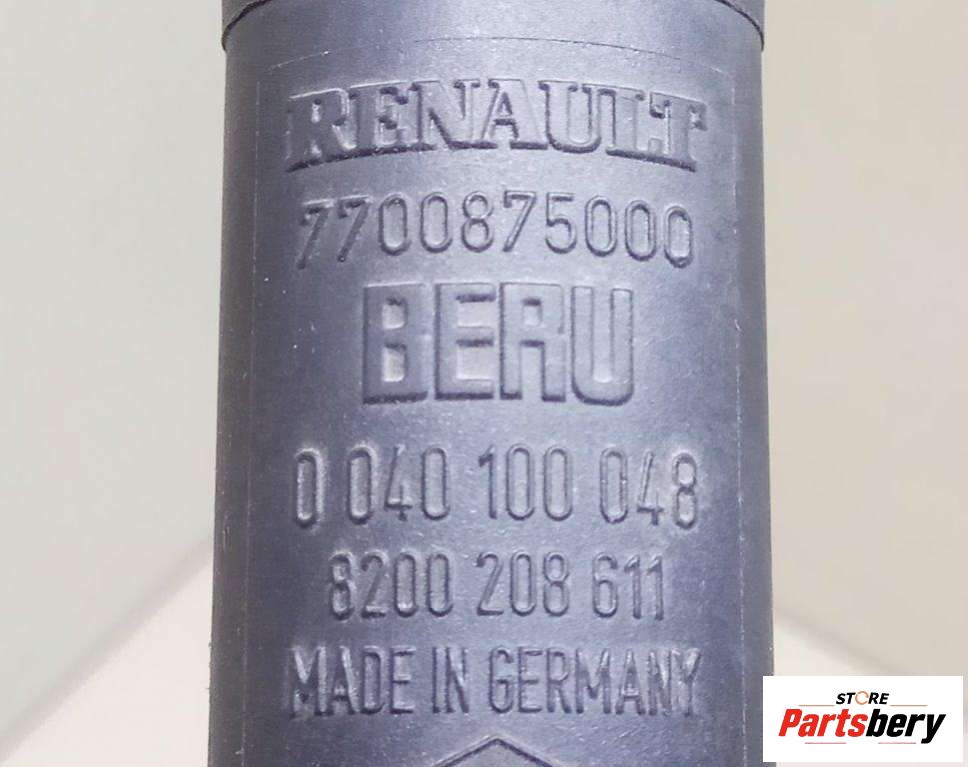 RENAULT
7700875000
BERU
0 040 100 048
8200 208 611
MADE IN GERMANY
STORE
Partsbery